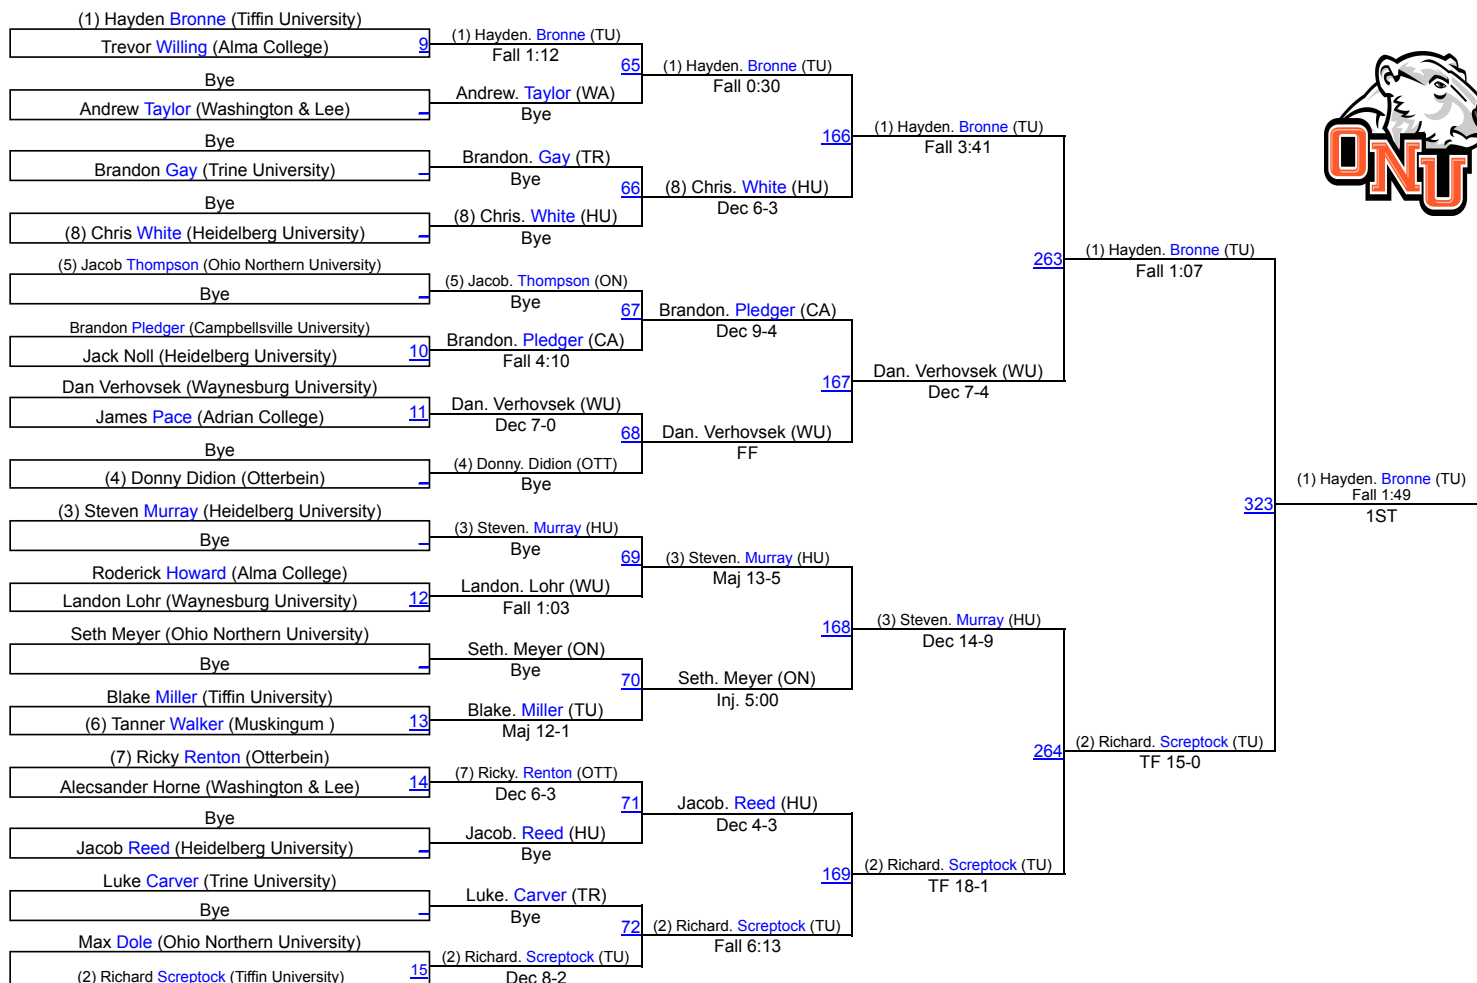 (1) Hayden Bronne (Tiffin University)
Trevor Willing (Alma College) 9
Bye
Andrew Taylor (Washington & Lee)
Bye
Brandon Gay (Trine University)
Bye
(8) Chris White (Heidelberg University)
(5) Jacob Thompson (Ohio Northern University)
Bye
Brandon Pledger (Campbellsville University)
Jack Noll (Heidelberg University) 10
Dan Verhovsek (Waynesburg University)
James Pace (Adrian College) 11
Bye
(4) Donny Didion (Otterbein)
(3) Steven Murray (Heidelberg University)
Bye
Roderick Howard (Alma College)
Landon Lohr (Waynesburg University) 12
Seth Meyer (Ohio Northern University)
Bye
Blake Miller (Tiffin University)
(6) Tanner Walker (Muskingum ) 13
(7) Ricky Renton (Otterbein)
Alecsander Horne (Washington & Lee) 14
Bye
Jacob Reed (Heidelberg University)
Luke Carver (Trine University)
Bye
Max Dole (Ohio Northern University)
(2) Richard Screptock (Tiffin University) 15
(1) Hayden. Bronne (TU)
Fall 1:12
65
Andrew. Taylor (WA)
Bye
Brandon. Gay (TR)
Bye
66
(8) Chris. White (HU)
Bye
(5) Jacob. Thompson (ON)
Bye
67
Brandon. Pledger (CA)
Fall 4:10
Dan. Verhovsek (WU)
Dec 7-0
68
(4) Donny. Didion (OTT)
Bye
(3) Steven. Murray (HU)
Bye
69
Landon. Lohr (WU)
Fall 1:03
Seth. Meyer (ON)
Bye
70
Blake. Miller (TU)
Maj 12-1
(7) Ricky. Renton (OTT)
Dec 6-3
71
Jacob. Reed (HU)
Bye
Luke. Carver (TR)
Bye
72
(2) Richard. Screptock (TU)
Dec 8-2
(1) Hayden. Bronne (TU)
Fall 0:30
166
(8) Chris. White (HU)
Dec 6-3
Brandon. Pledger (CA)
Dec 9-4
167
Dan. Verhovsek (WU)
FF
(3) Steven. Murray (HU)
Maj 13-5
168
Seth. Meyer (ON)
Inj. 5:00
Jacob. Reed (HU)
Dec 4-3
169
(2) Richard. Screptock (TU)
Fall 6:13
(1) Hayden. Bronne (TU)
Fall 3:41
263
Dan. Verhovsek (WU)
Dec 7-4
(3) Steven. Murray (HU)
Dec 14-9
264
(2) Richard. Screptock (TU)
TF 18-1
(1) Hayden. Bronne (TU)
Fall 1:07
323
(2) Richard. Screptock (TU)
TF 15-0
(1) Hayden. Bronne (TU)
Fall 1:49
1ST
ONU